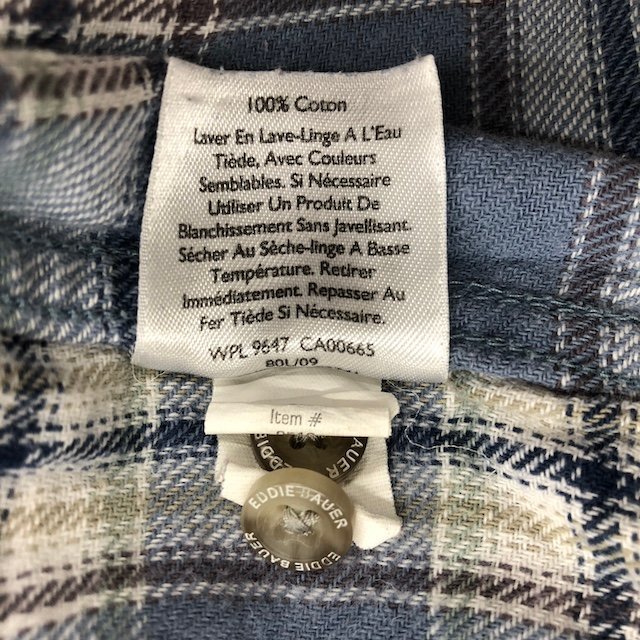 100% Coton
Laver En Lave-Linge A L'Eau
Tiède, Avec Couleurs
Semblables. Si Nécessaire
Utiliser Un Produit De
Blanchissement Sans Javellisant.
Sécher Au Sèche-linge A Basse
Température. Retirer
Immédiatement. Repasser Au
Fer Tiède Si Nécessaire.
WPL 9647 CA00665
80L/09
Item #
EDDIE BAUER
EDDIE BAUER